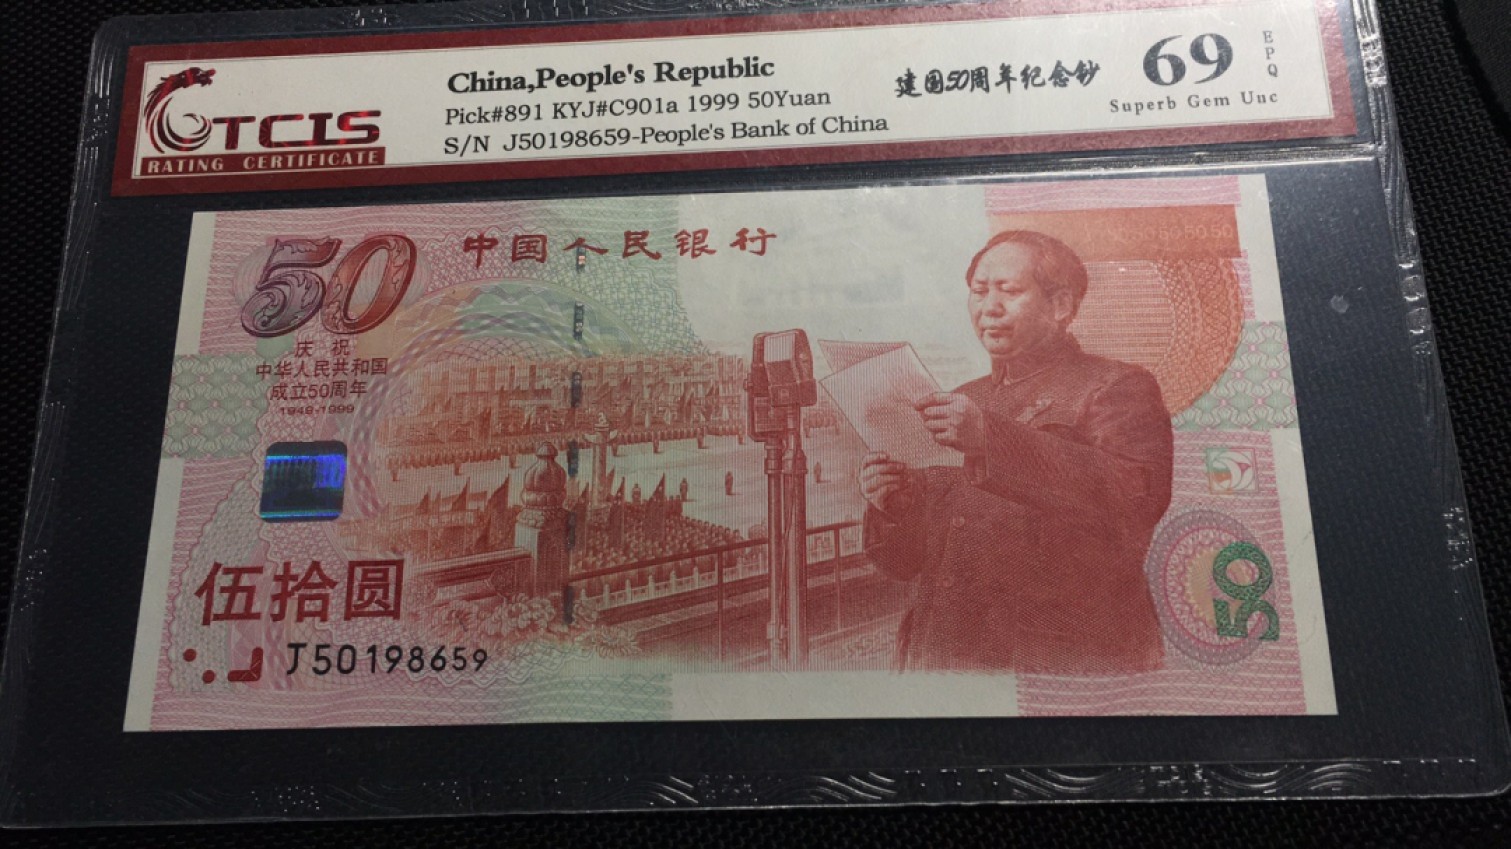 TCIS
RATING CERTIFICATE
China,People's Republic
Pick#891 KYJ#C901a 1999 50Yuan
S/N J50198659-People's Bank of China
建国50周年纪念钞
69
EPQ
Superb Gem Unc
50
中国人民银行
505050
庆祝
中华人民共和国
成立50周年
1949-1999
伍拾圆
J50198659
50